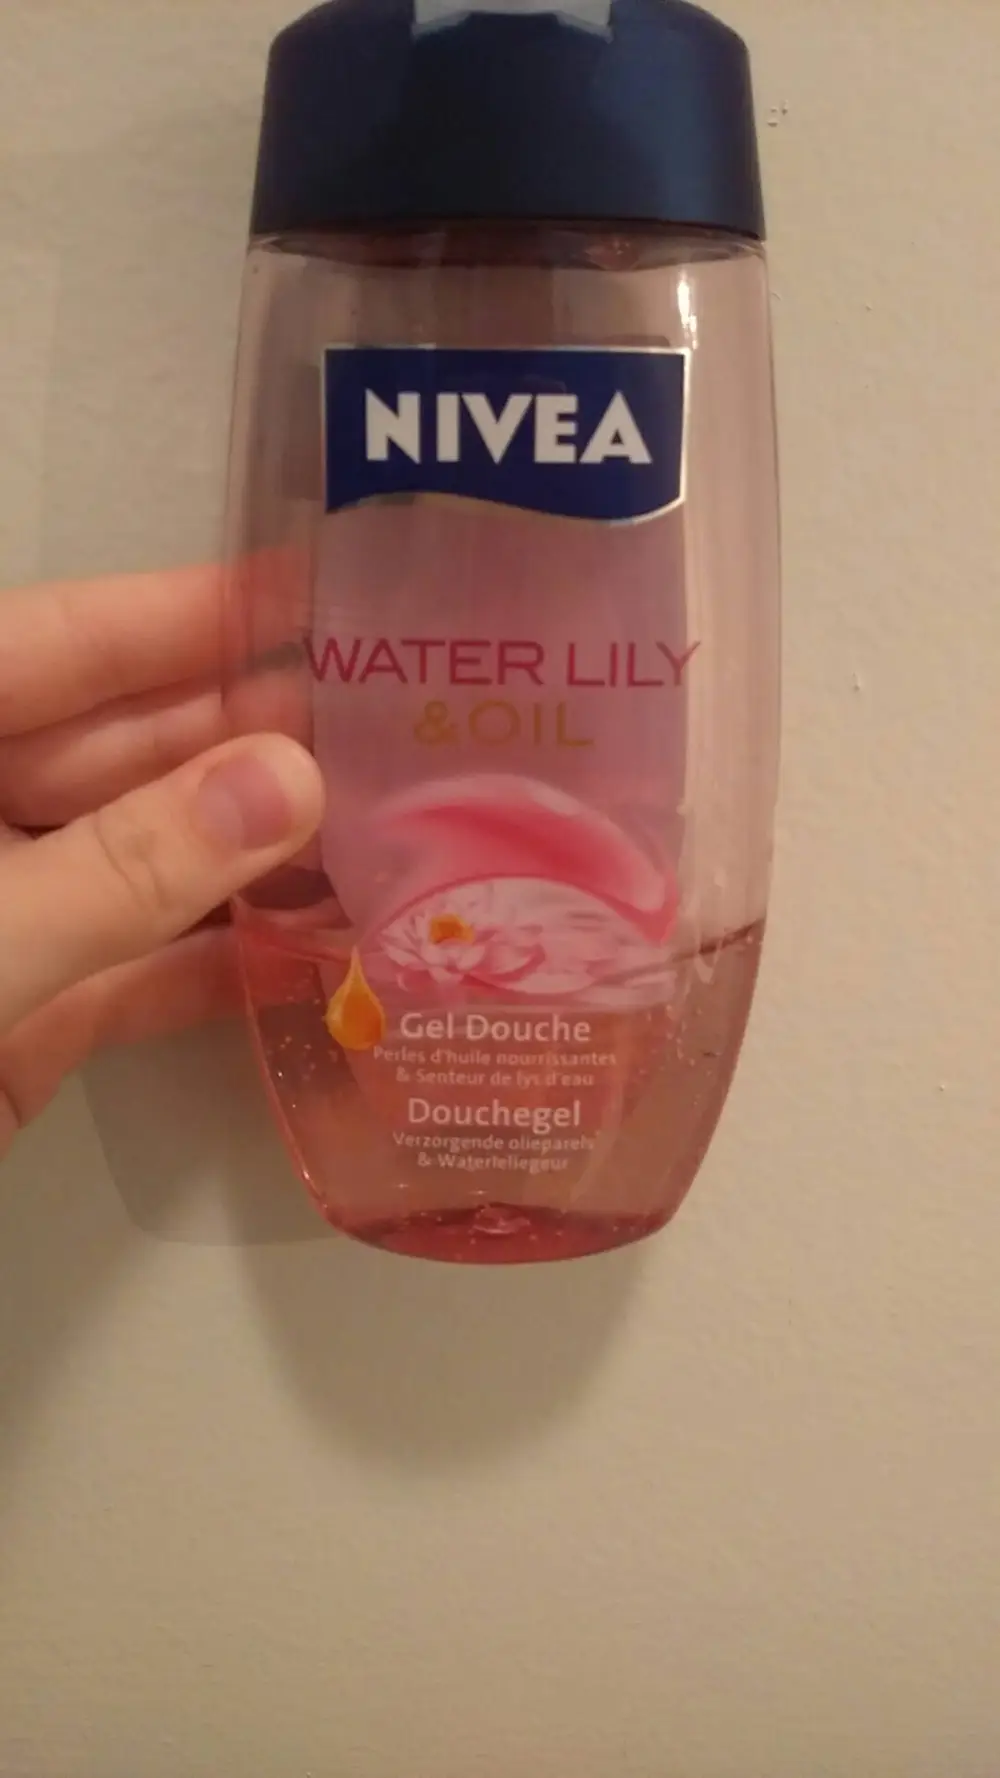 NIVEA
WATER LILY
& OIL
Gel Douche
Perles d'huile nourrissantes
& Senteur de lys d'eau
Douchegel
Verzorgende olieparels
& Waterleliegeur